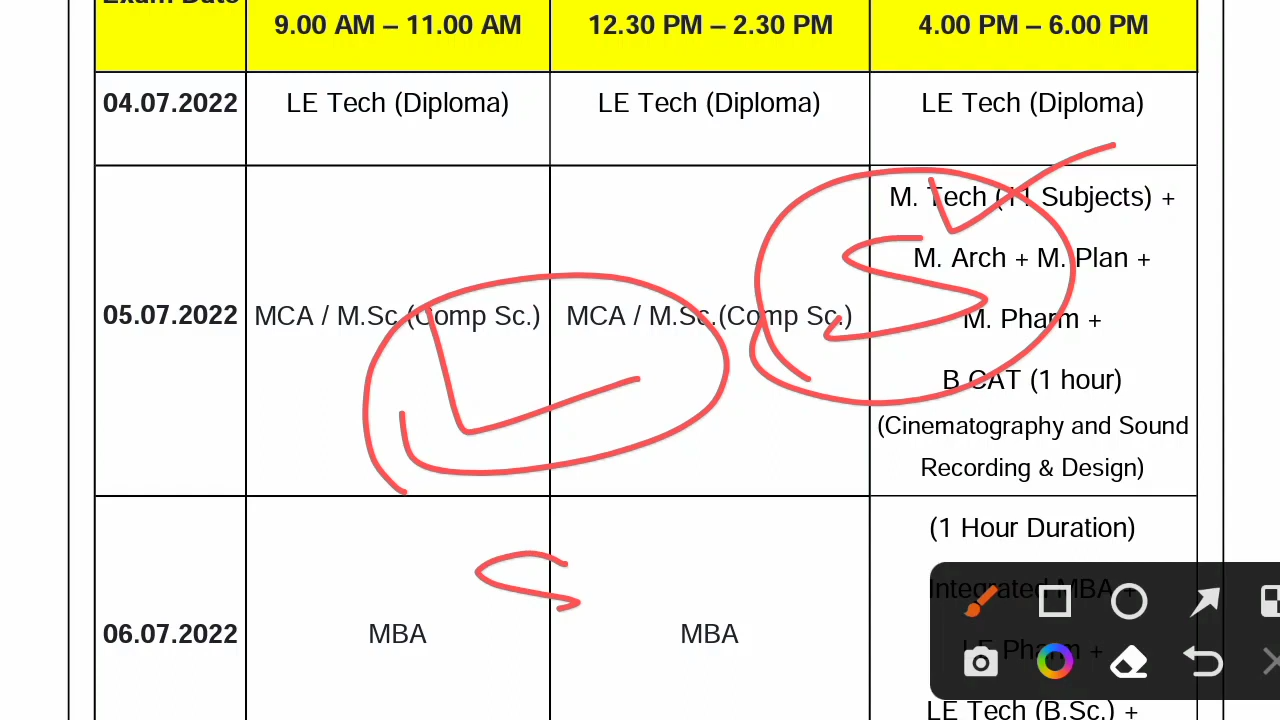 Exam Date
9.00 AM – 11.00 AM 12.30 PM – 2.30 PM 4.00 PM – 6.00 PM
04.07.2022 LE Tech (Diploma) LE Tech (Diploma) LE Tech (Diploma)
05.07.2022 MCA / M.Sc.(Comp Sc.) MCA / M.Sc.(Comp Sc.)
M. Tech (11 Subjects) +
M. Arch + M. Plan +
M. Pharm +
B.CAT (1 hour)
(Cinematography and Sound
Recording & Design)
06.07.2022 MBA MBA
(1 Hour Duration)
Integrated MBA +
LE Pharm +
LE Tech (B.Sc.) +